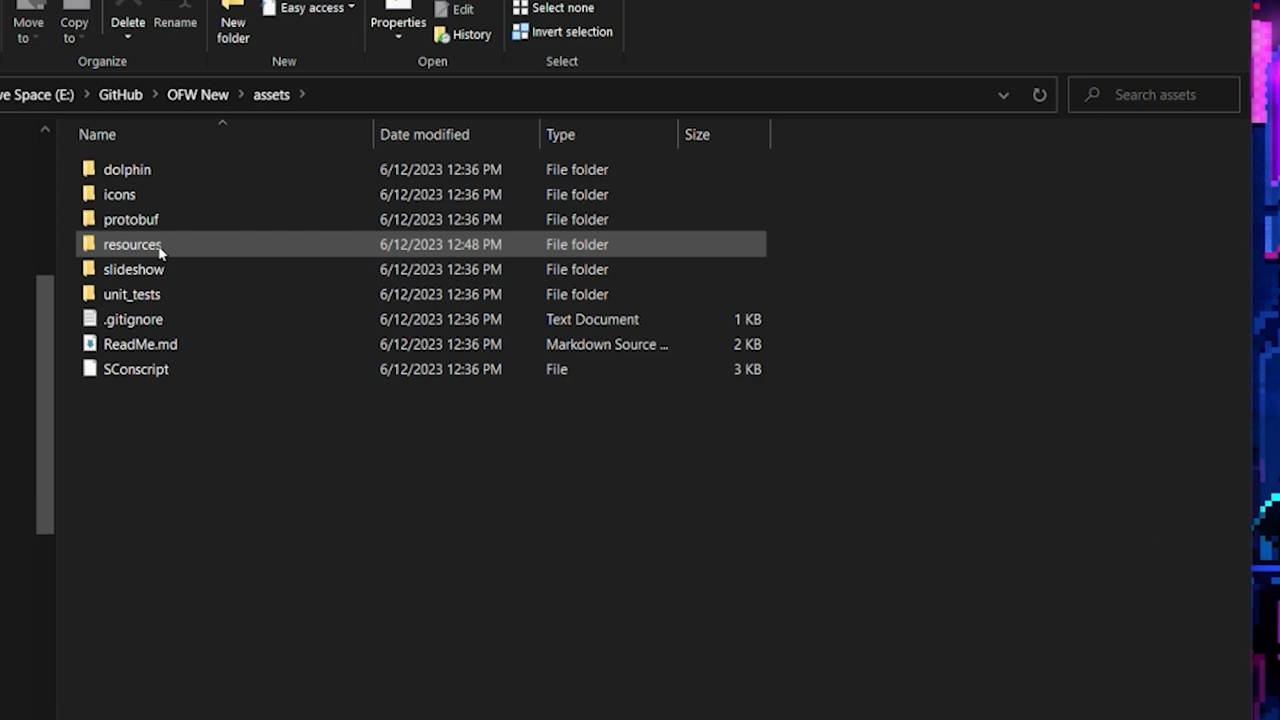 Move to Copy to Delete Rename New folder Easy access Properties Edit History Select none Invert selection
Organize New Open Select
ve Space (E:) > GitHub > OFW New > assets > Search assets
Name Date modified Type Size
dolphin 6/12/2023 12:36 PM File folder
icons 6/12/2023 12:36 PM File folder
protobuf 6/12/2023 12:36 PM File folder
resources 6/12/2023 12:48 PM File folder
slideshow 6/12/2023 12:36 PM File folder
unit_tests 6/12/2023 12:36 PM File folder
.gitignore 6/12/2023 12:36 PM Text Document 1 KB
ReadMe.md 6/12/2023 12:36 PM Markdown Source ... 2 KB
SConscript 6/12/2023 12:36 PM File 3 KB